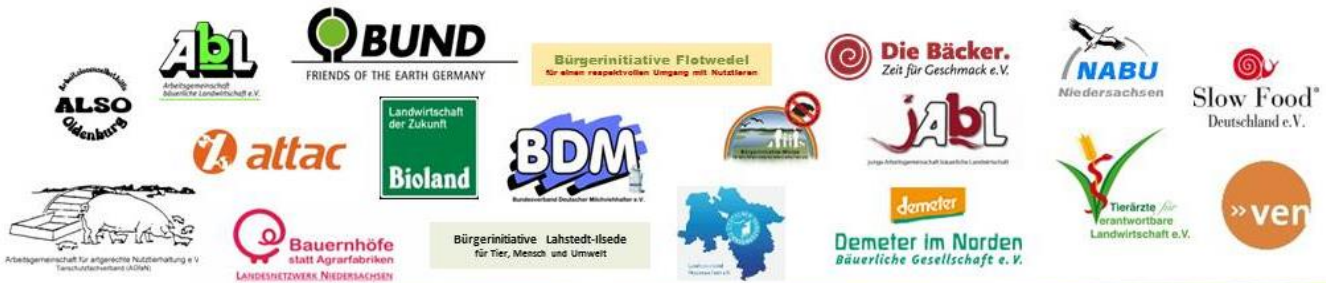 Arbeitslosenselbsthilfe
ALSO
Oldenburg
AbL
Arbeitsgemeinschaft
bäuerliche Landwirtschaft e.V.
BUND
FRIENDS OF THE EARTH GERMANY
Bürgerinitiative Flotwedel
für einen respektvollen Umgang mit Nutztieren
Die Bäcker.
Zeit für Geschmack e.V.
NABU
Niedersachsen
Slow Food®
Deutschland e.V.
attac
Landwirtschaft
der Zukunft
Bioland
BDM
Bundesverband Deutscher Milchviehhalter e.V.
jAbL
junge Arbeitsgemeinschaft bäuerliche Landwirtschaft
Tierärzte für
verantwortbare
Landwirtschaft e.V.
»ven
Arbeitsgemeinschaft für artgerechte Nutztierhaltung e.V
Tierschutzfachverband (AGfaN)
Bauernhöfe
statt Agrarfabriken
LANDESNETZWERK NIEDERSACHSEN
Bürgerinitiative Lahstedt-Ilsede
für Tier, Mensch und Umwelt
demeter
Demeter im Norden
Bäuerliche Gesellschaft e.V.